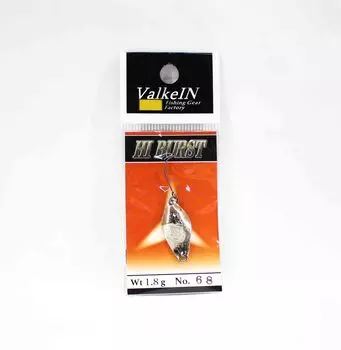 ValkeIN
Fishing Gear
Factory
HI BURST
Wt 1.8g No. 68